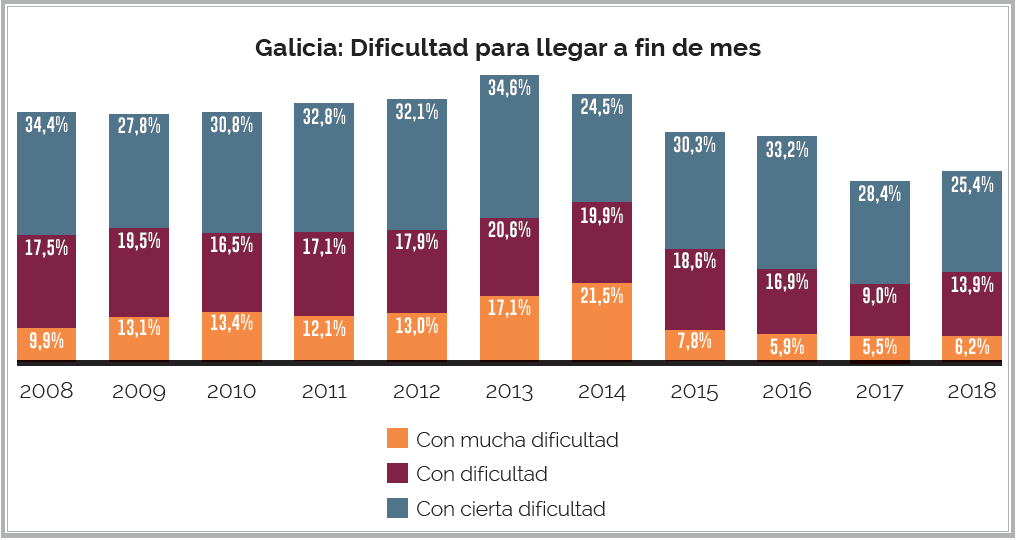 Galicia: Dificultad para llegar a fin de mes
34,4% 27,8% 30,8% 32,8% 32,1% 34,6% 24,5% 30,3% 33,2% 28,4% 25,4%
17,5% 19,5% 16,5% 17,1% 17,9% 20,6% 19,9% 18,6% 16,9% 9,0% 13,9%
9,9% 13,1% 13,4% 12,1% 13,0% 17,1% 21,5% 7,8% 5,9% 5,5% 6,2%
2008 2009 2010 2011 2012 2013 2014 2015 2016 2017 2018
Con mucha dificultad
Con dificultad
Con cierta dificultad